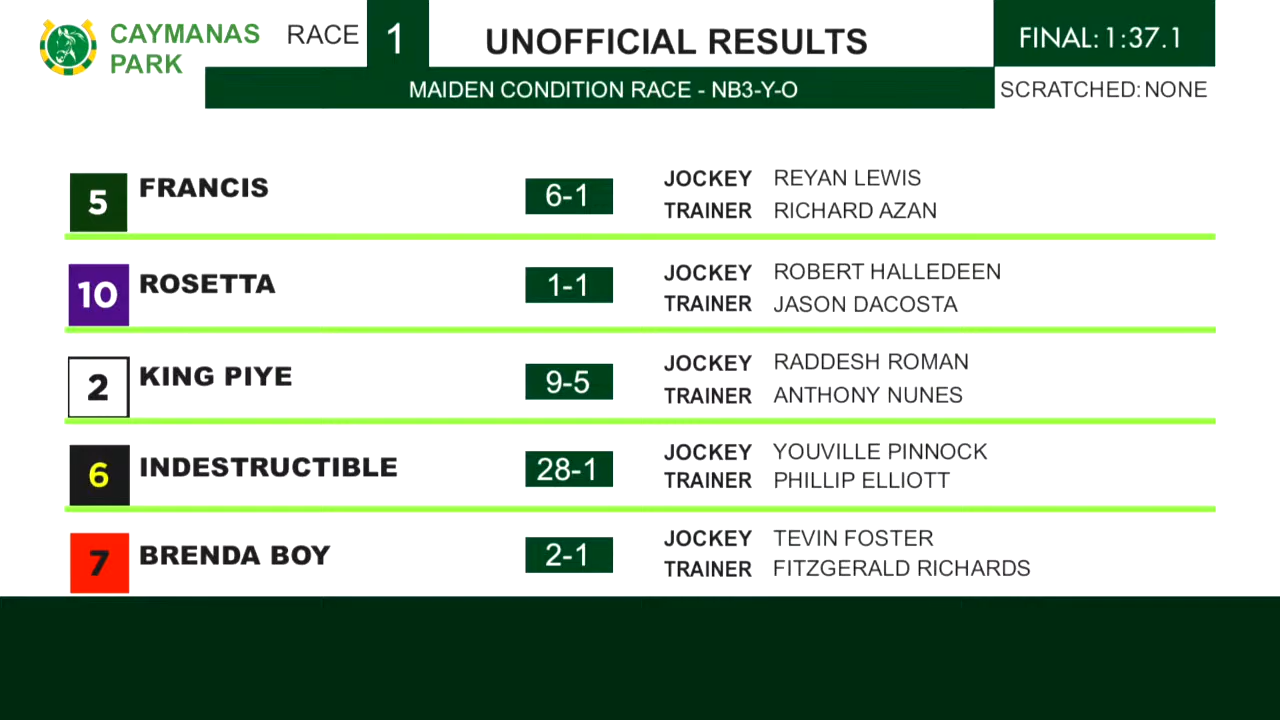 CAYMANAS PARK
RACE 1
UNOFFICIAL RESULTS
FINAL: 1:37.1
MAIDEN CONDITION RACE - NB3-Y-O
SCRATCHED: NONE
5 FRANCIS 6-1 JOCKEY REYAN LEWIS
TRAINER RICHARD AZAN
10 ROSETTA 1-1 JOCKEY ROBERT HALLEDEEN
TRAINER JASON DACOSTA
2 KING PIYE 9-5 JOCKEY RADDESH ROMAN
TRAINER ANTHONY NUNES
6 INDESTRUCTIBLE 28-1 JOCKEY YOUVILLE PINNOCK
TRAINER PHILLIP ELLIOTT
7 BRENDA BOY 2-1 JOCKEY TEVIN FOSTER
TRAINER FITZGERALD RICHARDS